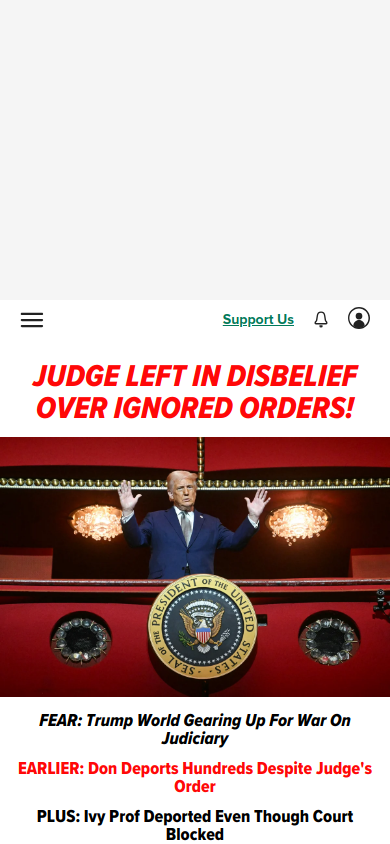 Support Us
JUDGE LEFT IN DISBELIEF
OVER IGNORED ORDERS!
SEAL OF THE PRESIDENT OF THE UNITED STATES
FEAR: Trump World Gearing Up For War On
Judiciary
EARLIER: Don Deports Hundreds Despite Judge's
Order
PLUS: Ivy Prof Deported Even Though Court
Blocked